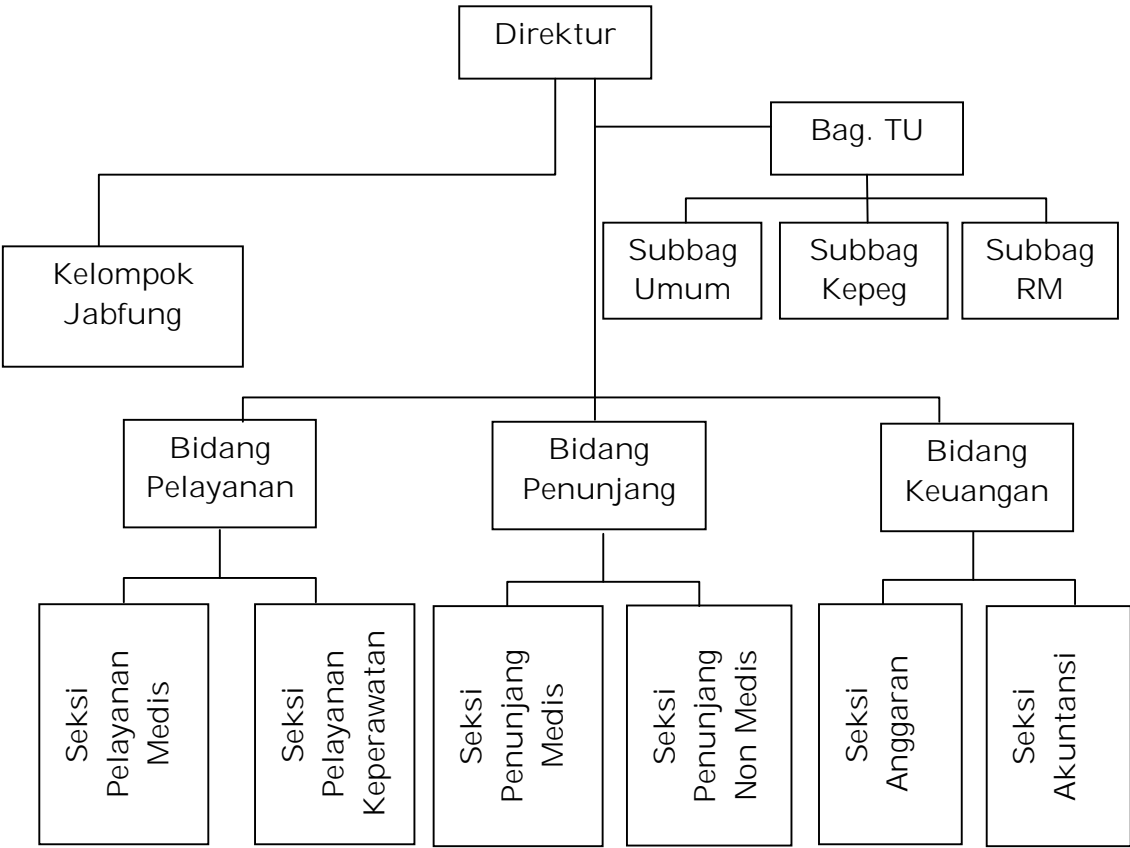 Direktur
Bag. TU
Subbag
Umum
Subbag
Kepeg
Subbag
RM
Kelompok
Jabfung
Bidang
Pelayanan
Bidang
Penunjang
Bidang
Keuangan
Seksi
Pelayanan
Medis
Seksi
Pelayanan
Keperawatan
Seksi
Penunjang
Medis
Seksi
Penunjang
Non Medis
Seksi
Anggaran
Seksi
Akuntansi